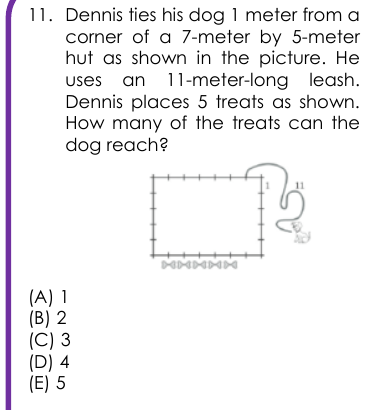 11. Dennis ties his dog 1 meter from a
corner of a 7-meter by 5-meter
hut as shown in the picture. He
uses an 11-meter-long leash.
Dennis places 5 treats as shown.
How many of the treats can the
dog reach?
1 11
(A) 1
(B) 2
(C) 3
(D) 4
(E) 5